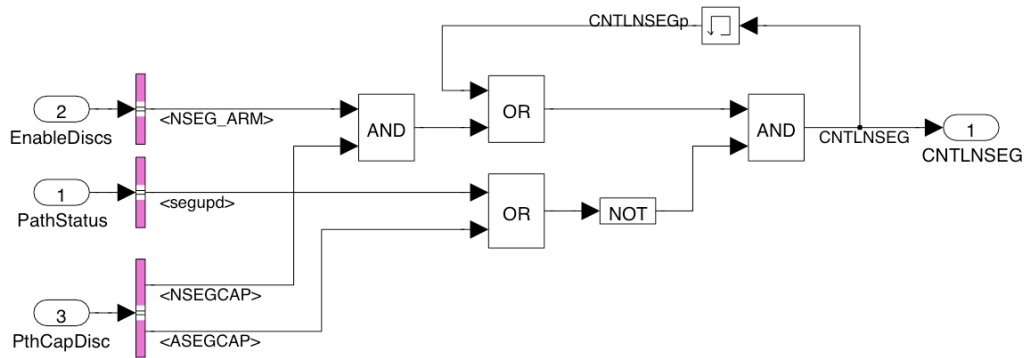 CNTLNSEGp
2
EnableDiscs
<NSEG_ARM>
AND
OR
AND
CNTLNSEG
1
CNTLNSEG
1
PathStatus
<segupd>
OR
NOT
3
PthCapDisc
<NSEGCAP>
<ASEGCAP>